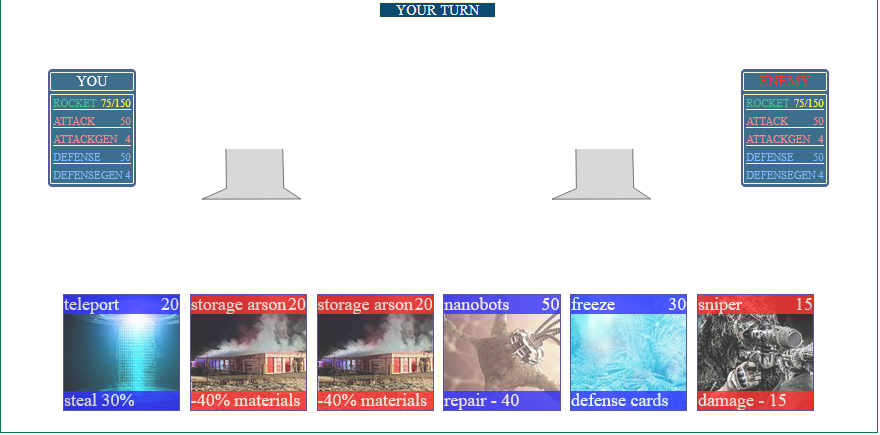 YOUR TURN
YOU
ROCKET 75/150
ATTACK 50
ATTACKGEN 4
DEFENSE 50
DEFENSEGEN 4
ENEMY
ROCKET 75/150
ATTACK 50
ATTACKGEN 4
DEFENSE 50
DEFENSEGEN 4
teleport 20
steal 30%
storage arson 20
-40% materials
storage arson 20
-40% materials
nanobots 50
repair - 40
freeze 30
defense cards
sniper 15
damage - 15